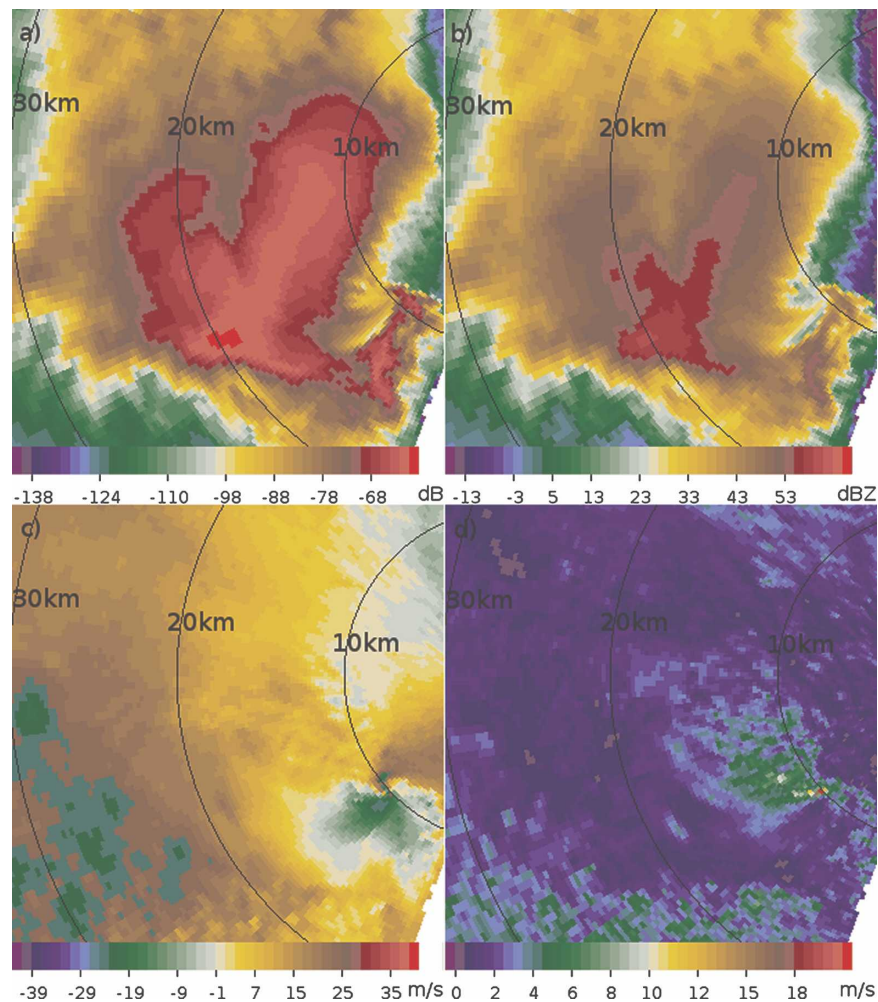 a) b)
30km 20km 10km 30km 20km 10km
-138 -124 -110 -98 -88 -78 -68 dB -13 -3 5 13 23 33 43 53 dBZ
c) d)
30km 20km 10km 30km 20km 10km
-39 -29 -19 -9 -1 7 15 25 35 m/s 0 2 4 6 8 10 12 15 18 m/s